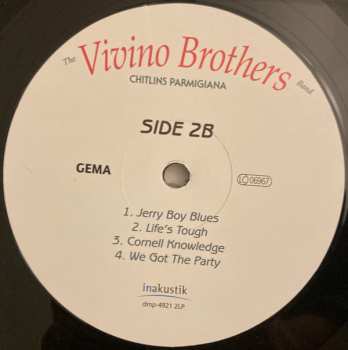 The Vivino Brothers Band
CHITLINS PARMIGIANA
SIDE 2B
GEMA
LC 06967
1. Jerry Boy Blues
2. Life's Tough
3. Cornell Knowledge
4. We Got The Party
inakustik
dmp-4921 2LP